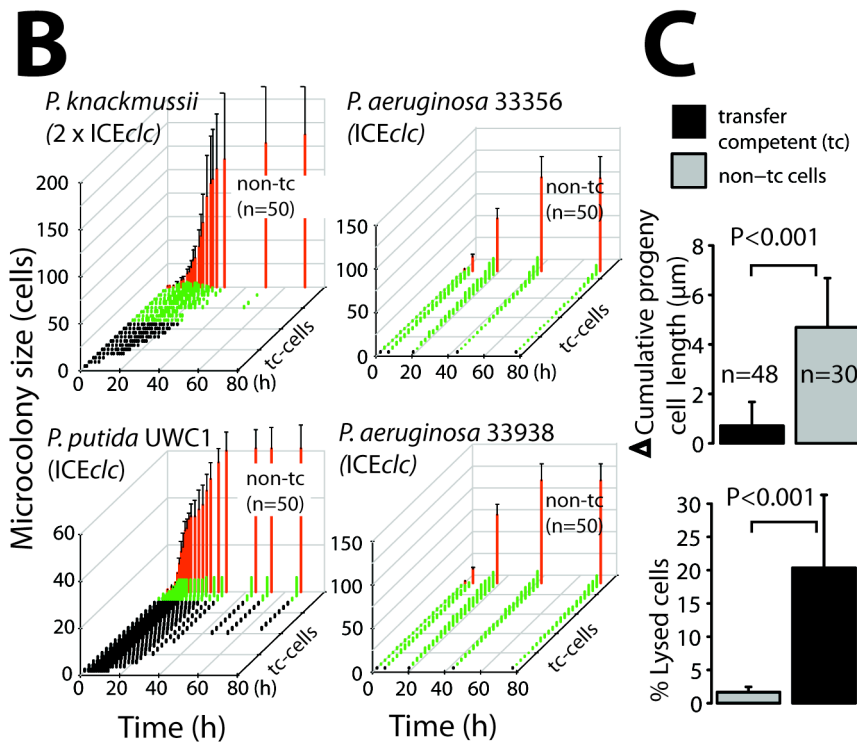 B
P. knackmussii
(2 x ICEclc)
non-tc
(n=50)
200
150
100
50
0
0
20
40
60
80
(h)
tc-cells
P. aeruginosa 33356
(ICEclc)
non-tc
(n=50)
150
100
50
0
0
20
40
60
80
(h)
tc-cells
Microcolony size (cells)
P. putida UWC1
(ICEclc)
non-tc
(n=50)
60
40
20
0
0
20
40
60
80
(h)
tc-cells
Time (h)
P. aeruginosa 33938
(ICEclc)
non-tc
(n=50)
150
100
50
0
0
20
40
60
80
(h)
tc-cells
Time (h)
C
transfer
competent (tc)
non-tc cells
Δ Cumulative progeny
cell length (µm)
8
6
4
2
0
P<0.001
n=48
n=30
% Lysed cells
30
25
20
15
10
5
0
P<0.001